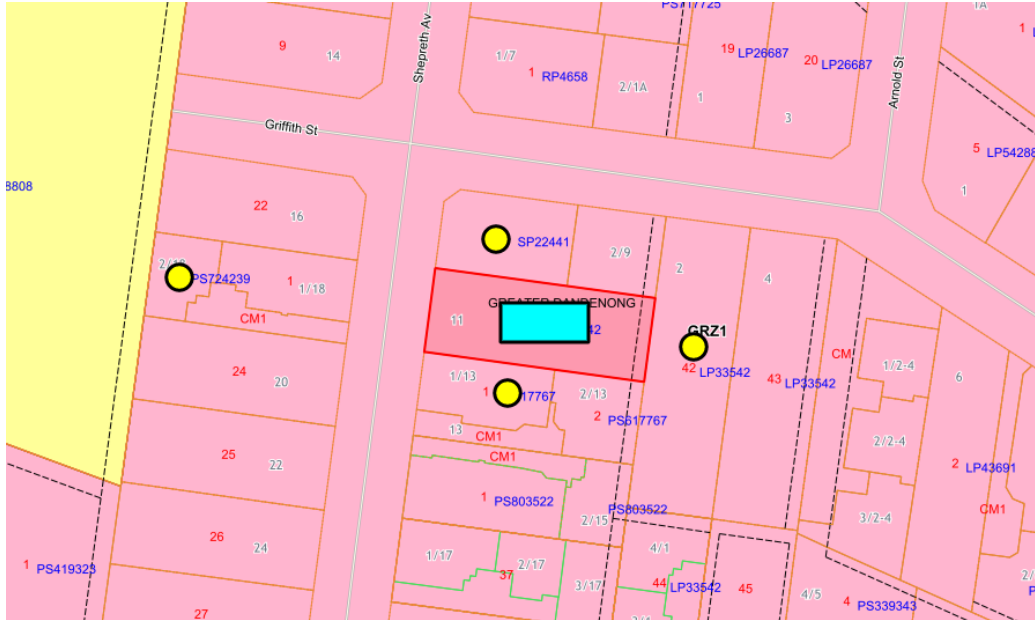 PS717725
1A
9
14
Shepreth Av
1/7
1
RP4658
2/1A
19
LP26687
1
20
LP26687
3
Arnold St
1
Griffith St
5
LP54288
1
8808
22
16
SP22441
2/9
2
4
PS724239
1
1/18
CM1
GREATER DANDENONG
11
42
GRZ1
42
LP33542
43
LP33542
CM
1/2-4
6
24
20
1/13
1
17767
2/13
2
PS617767
13
CM1
CM1
25
22
1
PS803522
2/15
PS803522
2/2-4
2
LP43691
CM1
3/2-4
26
24
1
PS419323
1/17
37
2/17
3/17
4/1
44
LP33542
45
4/5
4
PS339343
27